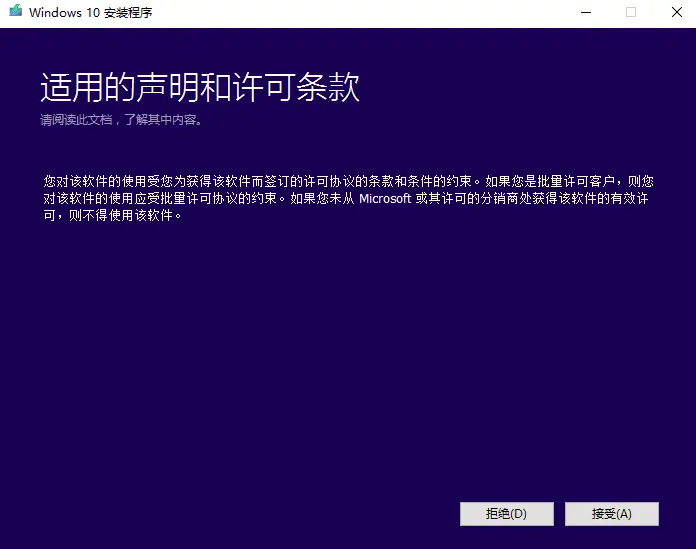 Windows 10 安装程序
适用的声明和许可条款
请阅读此文档，了解其中内容。
您对该软件的使用受您为获得该软件而签订的许可协议的条款和条件的约束。如果您是批量许可客户，则您
对该软件的使用应受批量许可协议的约束。如果您未从 Microsoft 或其许可的分销商处获得该软件的有效许
可，则不得使用该软件。
拒绝(D) 接受(A)